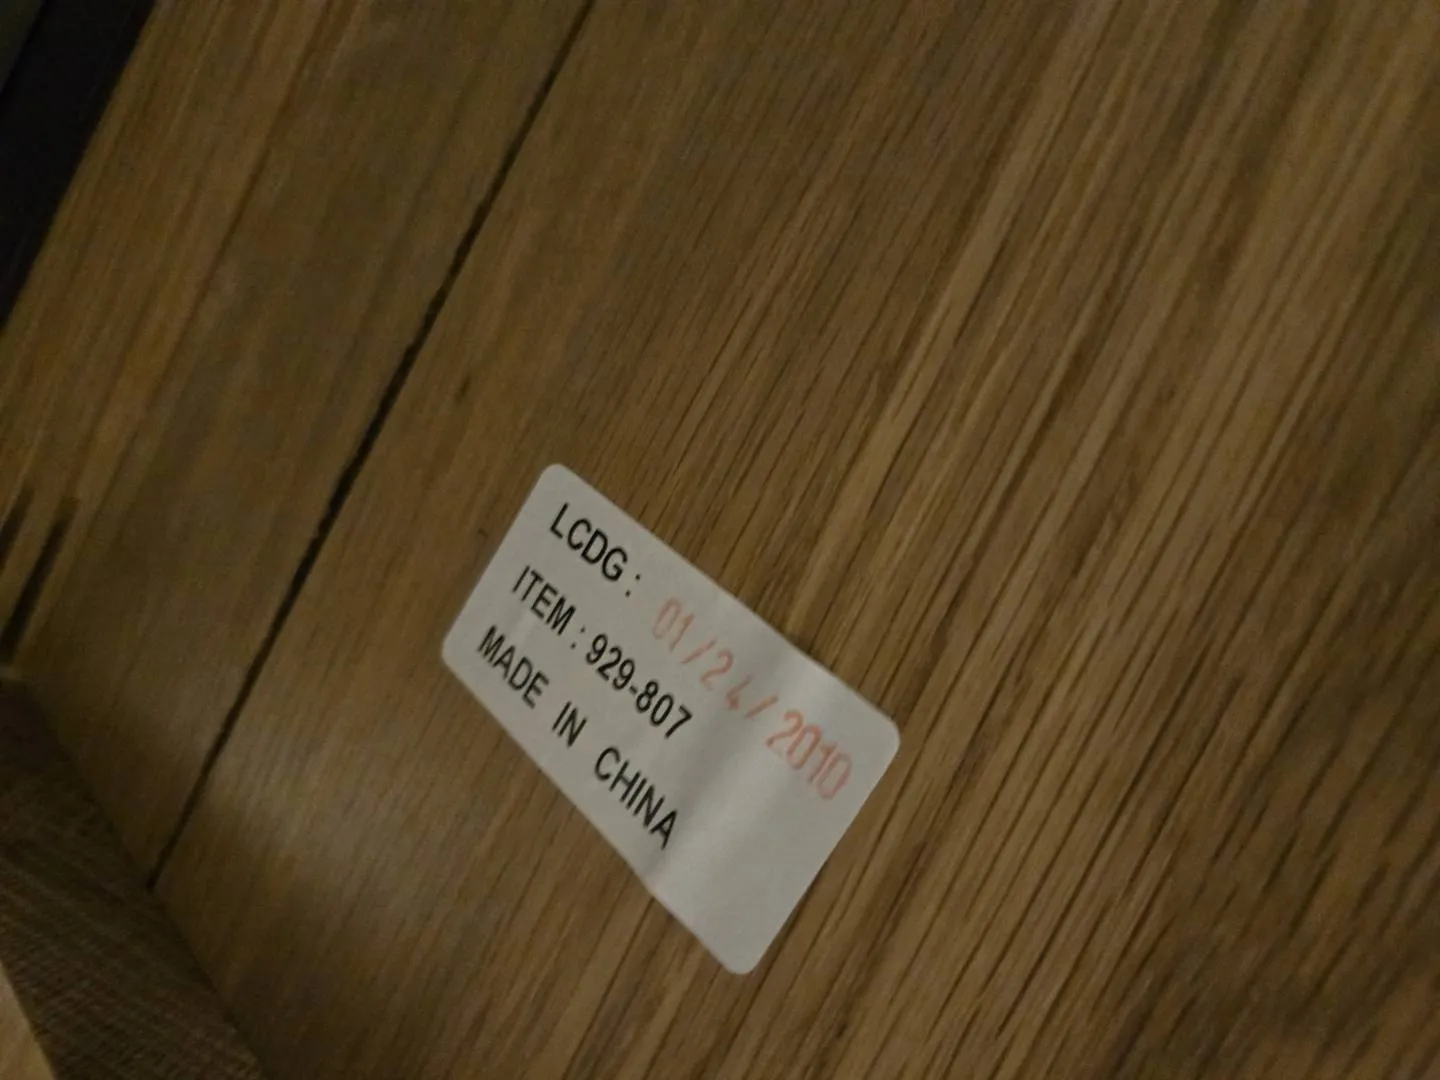 LCDG : 01/24/2010
ITEM : 929-807
MADE IN CHINA